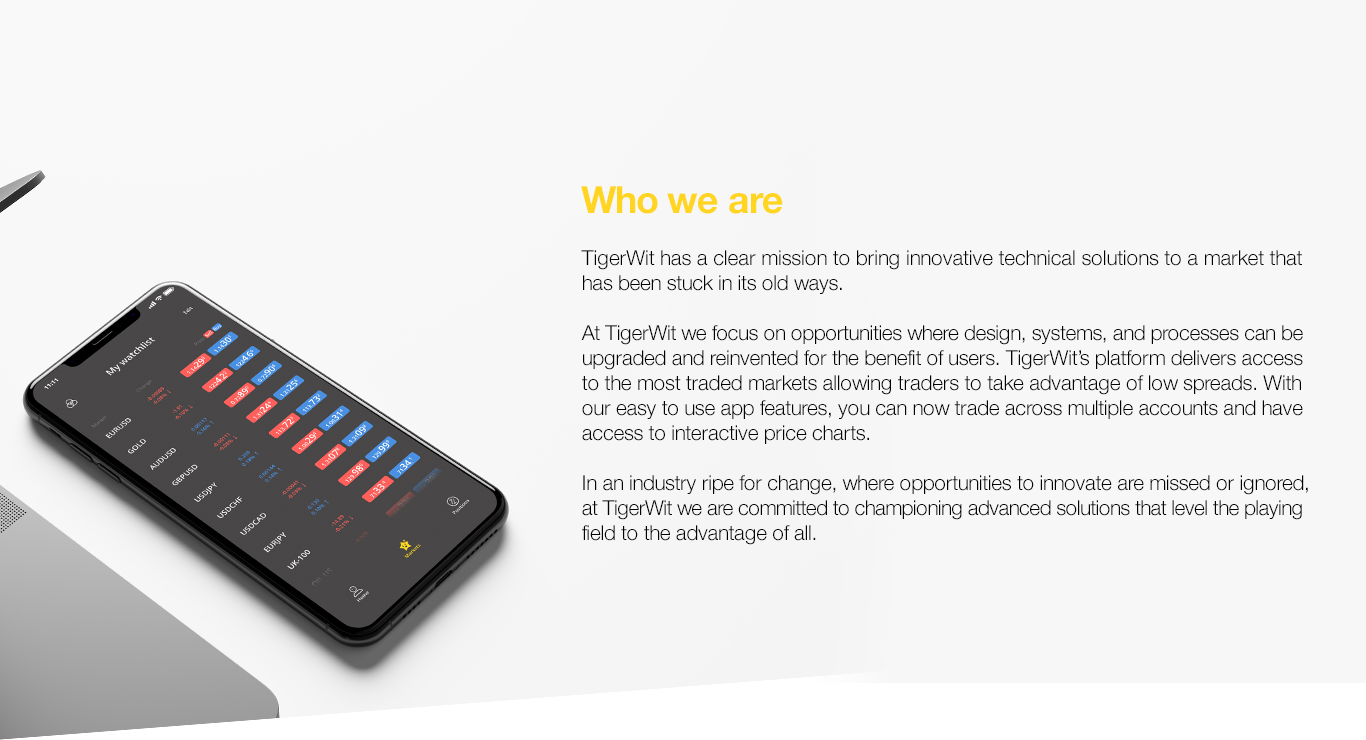 Who we are
TigerWit has a clear mission to bring innovative technical solutions to a market that
has been stuck in its old ways.
At TigerWit we focus on opportunities where design, systems, and processes can be
upgraded and reinvented for the benefit of users. TigerWit's platform delivers access
to the most traded markets allowing traders to take advantage of low spreads. With
our easy to use app features, you can now trade across multiple accounts and have
access to interactive price charts.
In an industry ripe for change, where opportunities to innovate are missed or ignored,
at TigerWit we are committed to championing advanced solutions that level the playing
field to the advantage of all.
11:11
My watchlist
Edit
Market
Change
EURUSD
GOLD
AUDUSD
GBPUSD
USDJPY
USDCHF
USDCAD
EURJPY
UK-100
Markets
Positions